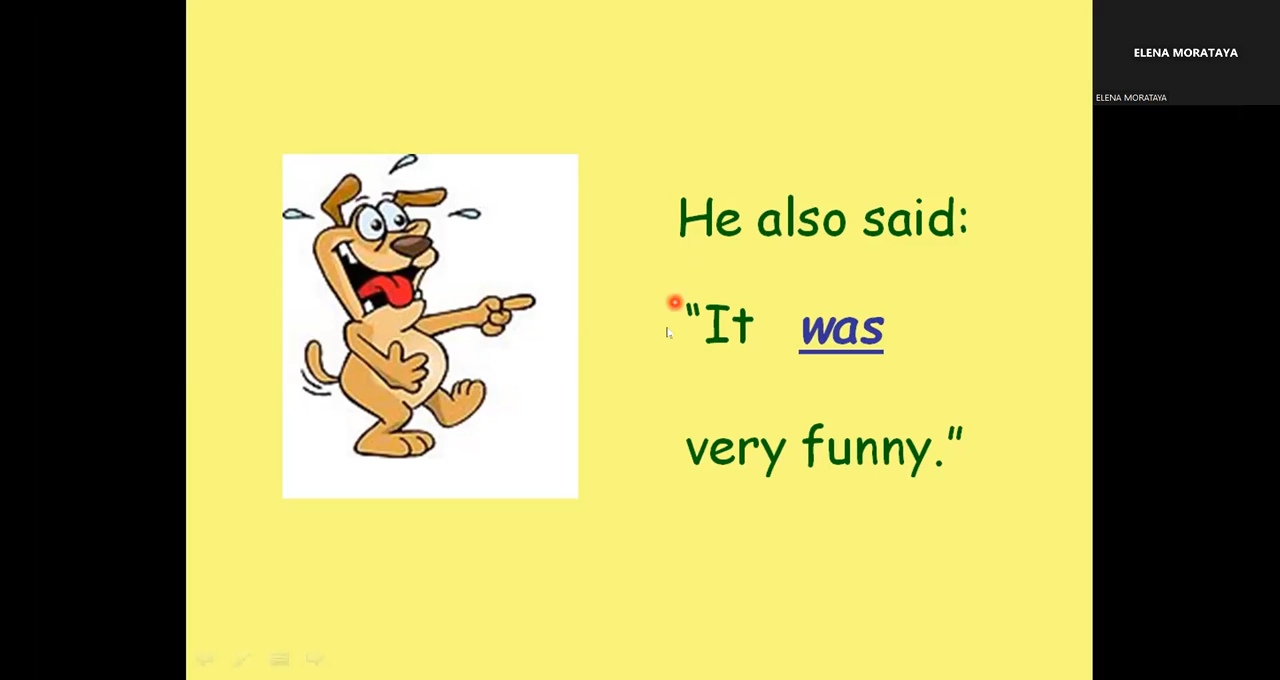 ELENA MORATAYA
ELENA MORATAYA
He also said:
"It was
very funny."